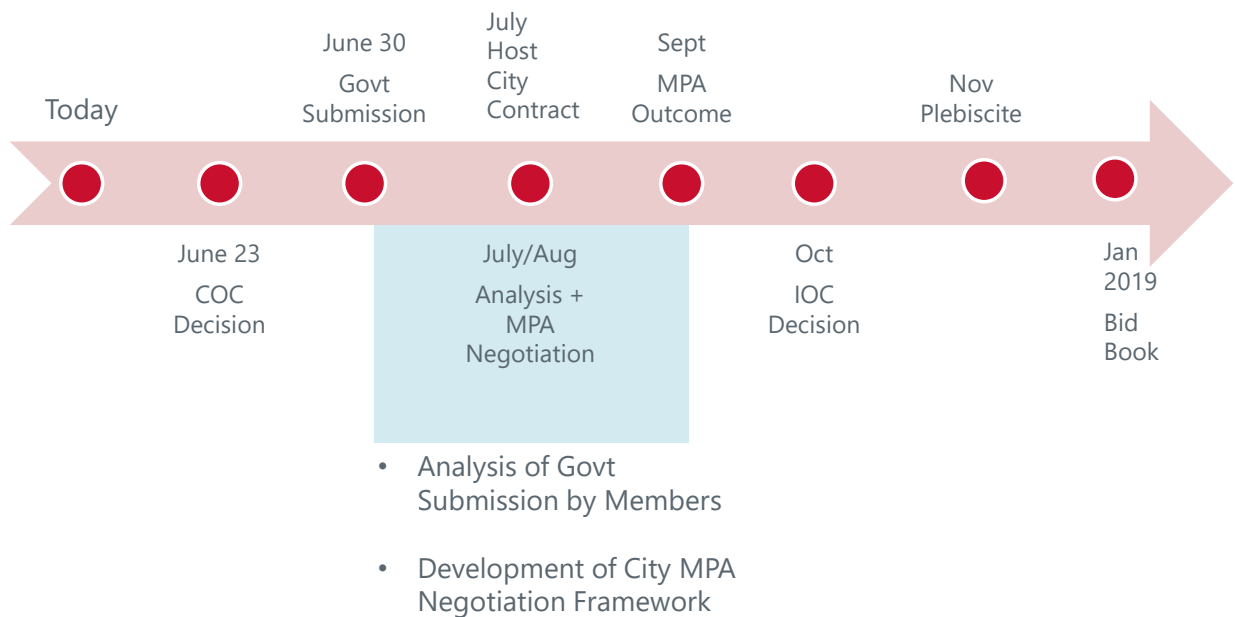 Today
June 30
Govt
Submission
July
Host
City
Contract
Sept
MPA
Outcome
Nov
Plebiscite
June 23
COC
Decision
July/Aug
Analysis +
MPA
Negotiation
Oct
IOC
Decision
Jan
2019
Bid
Book
• Analysis of Govt
Submission by Members
• Development of City MPA
Negotiation Framework